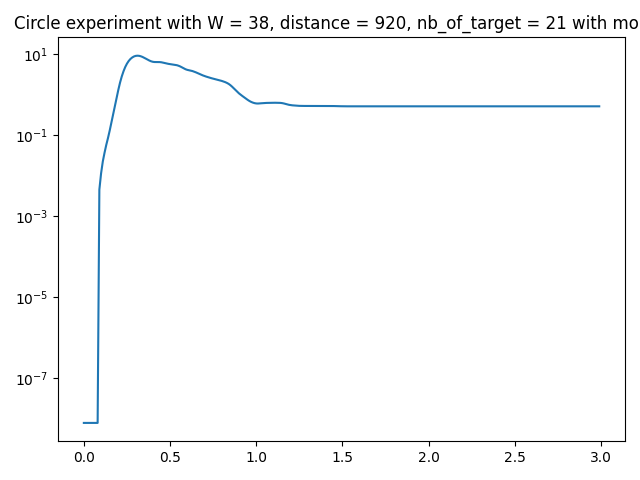 Circle experiment with W = 38, distance = 920, nb_of_target = 21 with mo
10¹
10⁻¹
10⁻³
10⁻⁵
10⁻⁷
0.0 0.5 1.0 1.5 2.0 2.5 3.0